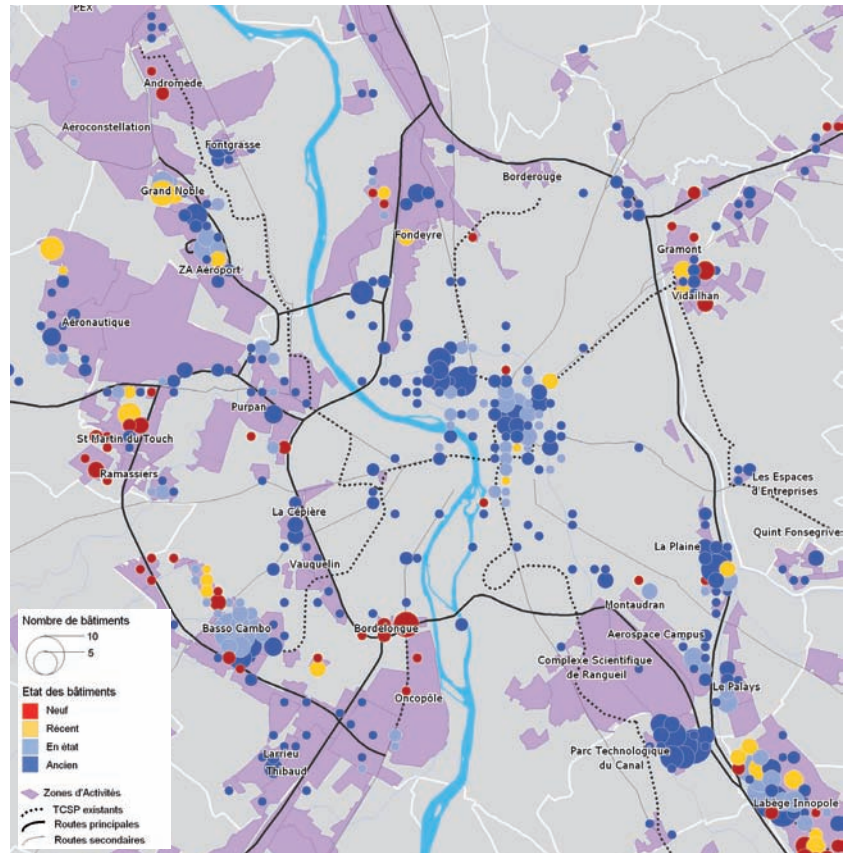 PEX
Andromède
Aéroconstellation
Fontgrasse
Grand Noble
Borderouge
Fondeyre
Gramont
ZA Aéroport
Vidailhan
Aéronautique
Purpan
St Martin du Touch
Ramassiers
Les Espaces
d'Entreprises
La Cépière
Quint Fonsegrives
La Plaine
Vauquelin
Montaudran
Basso Cambo
Bordelongue
Aerospace Campus
Complexe Scientifique
de Rangueil
Le Palays
Oncopôle
Parc Technologique
du Canal
Larrieu
Thibaud
Labège Innopole
Nombre de bâtiments
10
5
Etat des bâtiments
Neuf
Récent
En état
Ancien
Zones d'Activités
TCSP existants
Routes principales
Routes secondaires